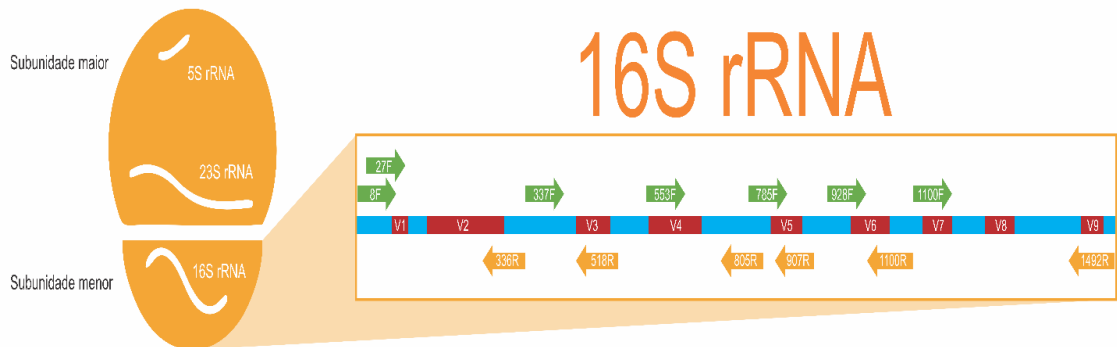 16S rRNA
Subunidade maior
5S rRNA
23S rRNA
16S rRNA
Subunidade menor
27F
8F 337F 553F 785F 928F 1100F
V1 V2 V3 V4 V5 V6 V7 V8 V9
336R 518R 805R 907R 1100R 1492R